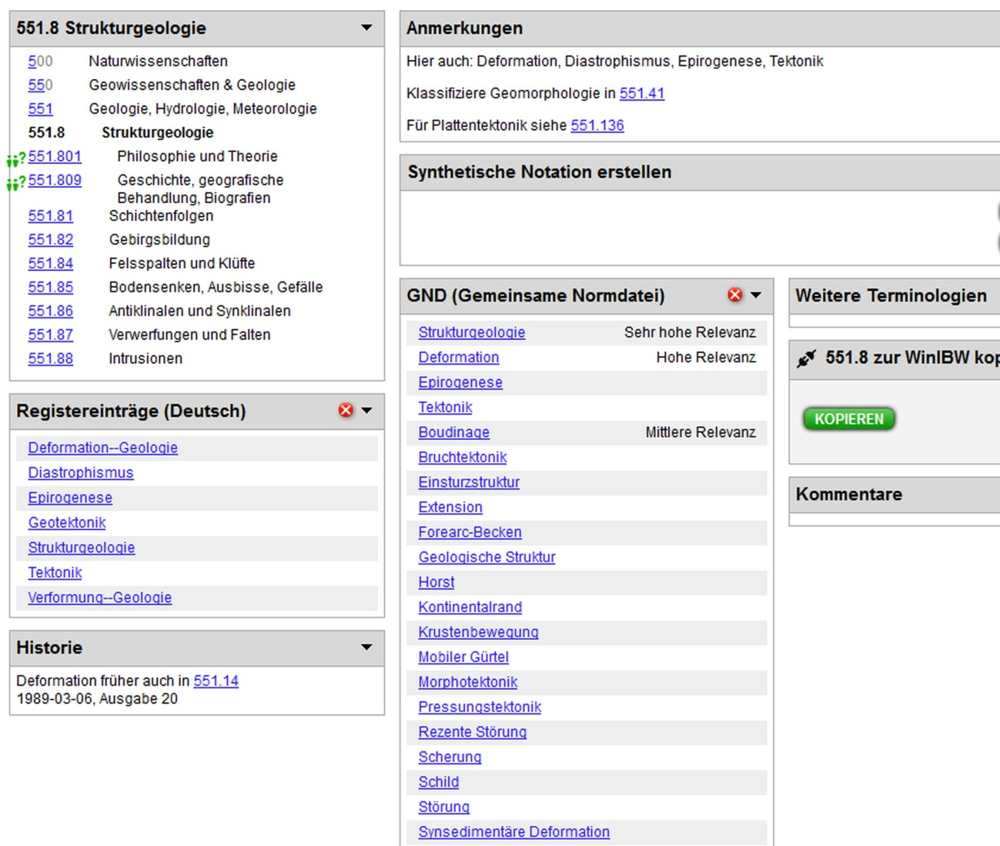 551.8 Strukturgeologie
500 Naturwissenschaften
550 Geowissenschaften & Geologie
551 Geologie, Hydrologie, Meteorologie
551.8 Strukturgeologie
551.801 Philosophie und Theorie
551.809 Geschichte, geografische
Behandlung, Biografien
551.81 Schichtenfolgen
551.82 Gebirgsbildung
551.84 Felsspalten und Klüfte
551.85 Bodensenken, Ausbisse, Gefälle
551.86 Antiklinalen und Synklinalen
551.87 Verwerfungen und Falten
551.88 Intrusionen
Registereinträge (Deutsch)
Deformation--Geologie
Diastrophismus
Epirogenese
Geotektonik
Strukturgeologie
Tektonik
Verformung--Geologie
Historie
Deformation früher auch in 551.14
1989-03-06, Ausgabe 20
Anmerkungen
Hier auch: Deformation, Diastrophismus, Epirogenese, Tektonik
Klassifiziere Geomorphologie in 551.41
Für Plattentektonik siehe 551.136
Synthetische Notation erstellen
GND (Gemeinsame Normdatei)
Strukturgeologie Sehr hohe Relevanz
Deformation Hohe Relevanz
Epirogenese
Tektonik
Boudinage Mittlere Relevanz
Bruchtektonik
Einsturzstruktur
Extension
Forearc-Becken
Geologische Struktur
Horst
Kontinentalrand
Krustenbewegung
Mobiler Gürtel
Morphotektonik
Pressungstektonik
Rezente Störung
Scherung
Schild
Störung
Synsedimentäre Deformation
Weitere Terminologien
551.8 zur WinIBW kop
KOPIEREN
Kommentare